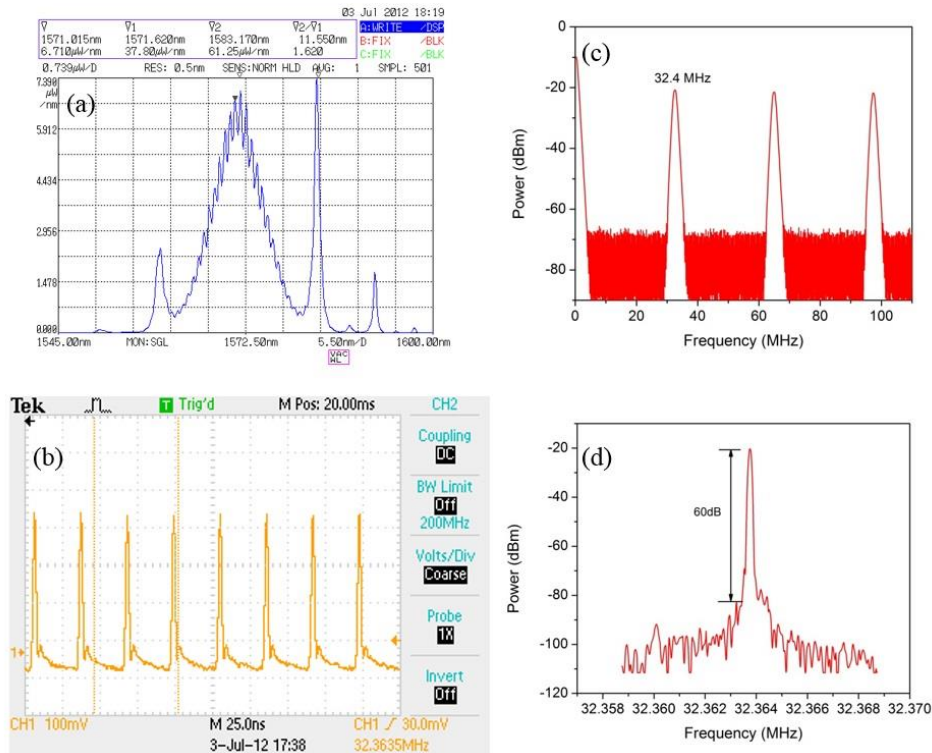 03 Jul 2012 18:19
∇ ∇1 ∇2 ∇2/∇1
1571.015nm 1571.620nm 1583.170nm 11.550nm
6.710µW/nm 37.80µW/nm 61.25µW/nm 1.620
A:WRITE /DSP
B:FIX /BLK
C:FIX /BLK
0.739µW/D RES: 0.5nm SENS:NORM HLD AVG: 1 SMPL: 501
7.390
µW
/nm
(a)
5.912
4.434
2.956
1.478
0.000
1545.00nm MON:SGL 1572.50nm 5.50nm/D 1600.00nm
VAC
WL
(c)
32.4 MHz
Power (dBm)
0
-20
-40
-60
-80
0 20 40 60 80 100
Frequency (MHz)
Tek T Trig'd M Pos: 20.00ms CH2
(b)
Coupling
DC
BW Limit
Off
200MHz
Volts/Div
Coarse
Probe
1X
Invert
Off
1
CH1 100mV M 25.0ns CH1 30.0mV
3-Jul-12 17:38 32.3635MHz
(d)
60dB
Power (dBm)
-20
-40
-60
-80
-100
-120
32.358 32.360 32.362 32.364 32.366 32.368 32.370
Frequency (MHz)